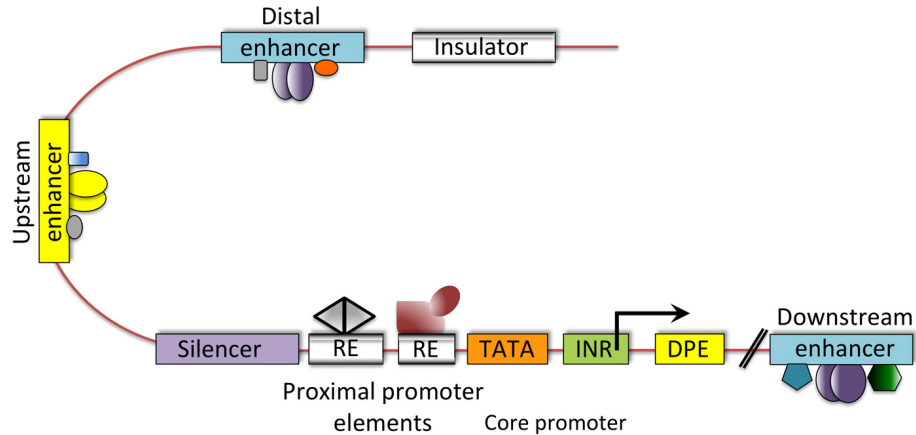 Distal
enhancer
Insulator
Upstream
enhancer
Silencer
RE
RE
TATA
INR
DPE
Downstream
enhancer
Proximal promoter
elements
Core promoter